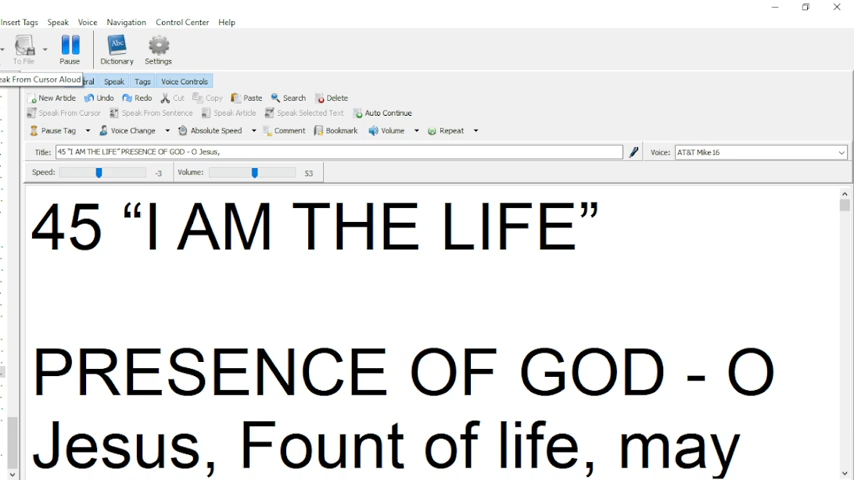 Insert Tags Speak Voice Navigation Control Center Help
To File Pause Dictionary Settings
eak From Cursor Aloud eral Speak Tags Voice Controls
New Article Undo Redo Cut Copy Paste Search Delete
Speak From Cursor Speak From Sentence Speak Article Speak Selected Text Auto Continue
Pause Tag Voice Change Absolute Speed Comment Bookmark Volume Repeat
Title: 45 "I AM THE LIFE" PRESENCE OF GOD - O Jesus, Voice: AT&T Mike16
Speed: -3 Volume: 53
45 “I AM THE LIFE”
PRESENCE OF GOD - O
Jesus, Fount of life, may